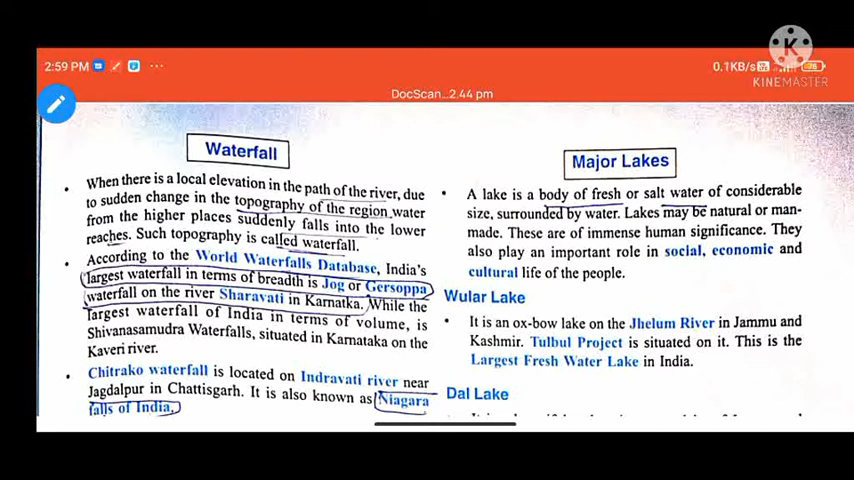 2:59 PM
0.1KB/s
K
KINEMASTER
DocScan...2.44 pm
Waterfall
When there is a local elevation in the path of the river, due
to sudden change in the topography of the region water
from the higher places suddenly falls into the lower
reaches. Such topography is called waterfall.
According to the World Waterfalls Database, India's
largest waterfall in terms of breadth is Jog or Gersoppa
waterfall on the river Sharavati in Karnatka. While the
largest waterfall of India in terms of volume, is
Shivanasamudra Waterfalls, situated in Karnataka on the
Kaveri river.
Chitrako waterfall is located on Indravati river near
Jagdalpur in Chattisgarh. It is also known as Niagara
falls of India.
Major Lakes
A lake is a body of fresh or salt water of considerable
size, surrounded by water. Lakes may be natural or man-
made. These are of immense human significance. They
also play an important role in social, economic and
cultural life of the people.
Wular Lake
It is an ox-bow lake on the Jhelum River in Jammu and
Kashmir. Tulbul Project is situated on it. This is the
Largest Fresh Water Lake in India.
Dal Lake